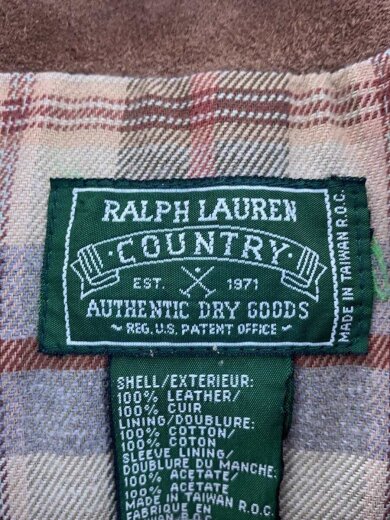 RALPH LAUREN
COUNTRY
EST. 1971
AUTHENTIC DRY GOODS
~ REG. U.S. PATENT OFFICE ~
MADE IN TAIWAN R.O.C.
SHELL/EXTERIEUR:
100% LEATHER/
100% CUIR
LINING/DOUBLURE:
100% COTTON/
100% COTON
SLEEVE LINING/
DOUBLURE DU MANCHE:
100% ACETATE/
100% ACETATE
MADE IN TAIWAN R.O.C.
FABRIQUE EN
TAIWAN R.O.C.